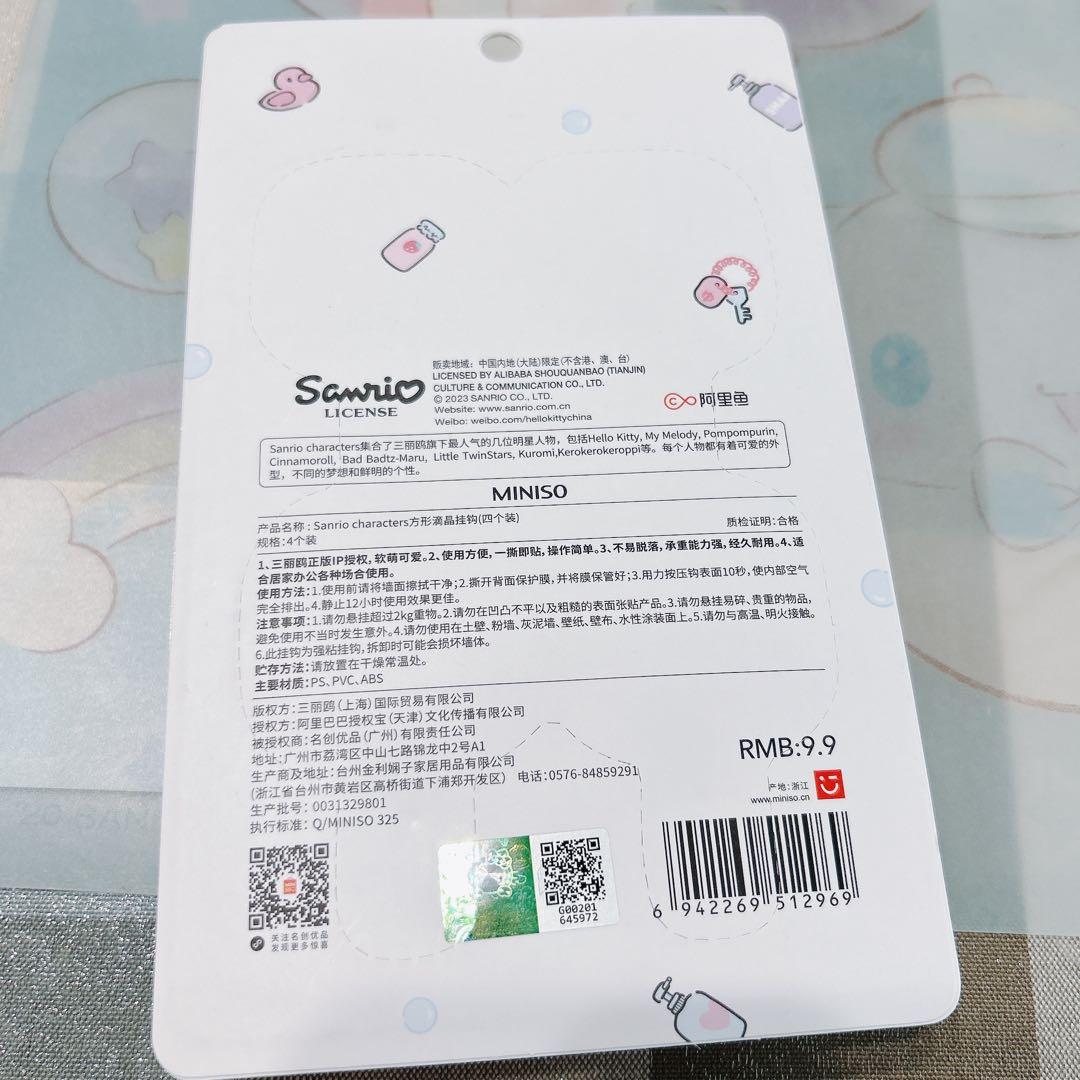 SHA
贩卖地域：中国内地(大陆)限定(不含港、澳、台)
LICENSED BY ALIBABA SHOUQUANBAO (TIANJIN)
CULTURE & COMMUNICATION CO., LTD.
© 2023 SANRIO CO., LTD.
Website: www.sanrio.com.cn
Weibo: weibo.com/hellokittychina
Sanrio
LICENSE
阿里鱼
Sanrio characters集合了三丽鸥旗下最人气的几位明星人物，包括Hello Kitty, My Melody, Pompompurin,
Cinnamoroll, Bad Badtz-Maru, Little TwinStars, Kuromi,Kerokerokeroppi等。每个人物都有着可爱的外
型，不同的梦想和鲜明的个性。
MINISO
产品名称：Sanrio characters方形滴晶挂钩(四个装)
质检证明：合格
规格：4个装
1、三丽鸥正版IP授权，软萌可爱。2、使用方便，一撕即贴，操作简单。3、不易脱落，承重能力强，经久耐用。4、适
合居家办公各种场合使用。
使用方法：1.使用前请将墙面擦拭干净；2.撕开背面保护膜，并将膜保管好；3.用力按压钩表面10秒，使内部空气
完全排出。4.静止12小时使用效果更佳。
注意事项：1.请勿悬挂超过2kg重物。2.请勿在凹凸不平以及粗糙的表面张贴产品。3.请勿悬挂易碎、贵重的物品，
避免使用不当时发生意外。4.请勿使用在土壁、粉墙、灰泥墙、壁纸、壁布、水性涂装面上。5.请勿与高温、明火接触。
6.此挂钩为强粘挂钩，拆卸时可能会损坏墙体。
贮存方法：请放置在干燥常温处。
主要材质：PS、PVC、ABS
版权方：三丽鸥(上海)国际贸易有限公司
授权方：阿里巴巴授权宝(天津)文化传播有限公司
被授权商：名创优品(广州)有限责任公司
地址：广州市荔湾区中山七路锦龙中2号A1
生产商及地址：台州金利娴子家居用品有限公司
(浙江省台州市黄岩区高桥街道下浦郑开发区) 电话：0576-84859291
生产批号：0031329801
执行标准：Q/MINISO 325
RMB:9.9
产地：浙江
www.miniso.cn
关注名创优品
发现更多惊喜
G00201
645972
6 942269 512969